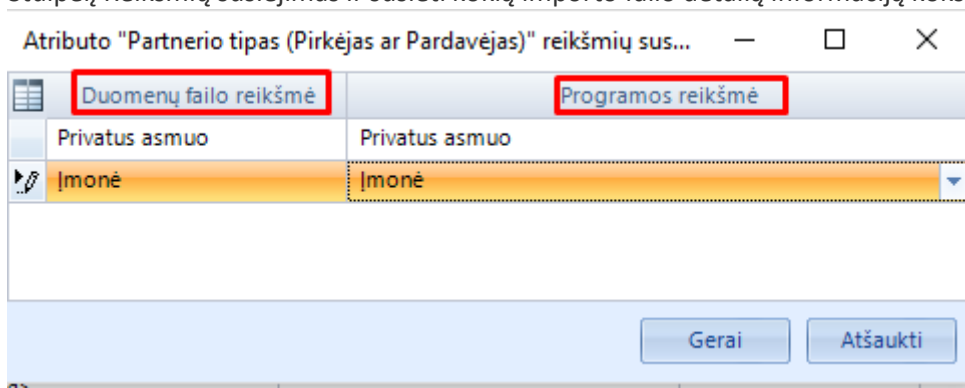 Atributo "Partnerio tipas (Pirkėjas ar Pardavėjas)" reikšmių sus...
Duomenų failo reikšmė Programos reikšmė
Privatus asmuo Privatus asmuo
Įmonė Įmonė
Gerai Atšaukti